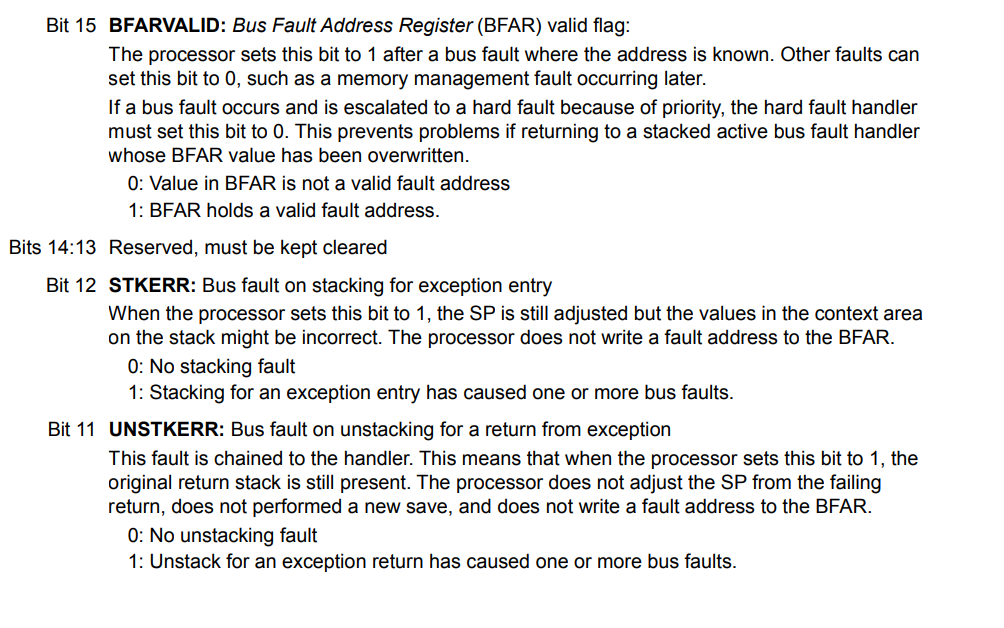 Bit 15 BFARVALID: Bus Fault Address Register (BFAR) valid flag:
The processor sets this bit to 1 after a bus fault where the address is known. Other faults can
set this bit to 0, such as a memory management fault occurring later.
If a bus fault occurs and is escalated to a hard fault because of priority, the hard fault handler
must set this bit to 0. This prevents problems if returning to a stacked active bus fault handler
whose BFAR value has been overwritten.
0: Value in BFAR is not a valid fault address
1: BFAR holds a valid fault address.
Bits 14:13 Reserved, must be kept cleared
Bit 12 STKERR: Bus fault on stacking for exception entry
When the processor sets this bit to 1, the SP is still adjusted but the values in the context area
on the stack might be incorrect. The processor does not write a fault address to the BFAR.
0: No stacking fault
1: Stacking for an exception entry has caused one or more bus faults.
Bit 11 UNSTKERR: Bus fault on unstacking for a return from exception
This fault is chained to the handler. This means that when the processor sets this bit to 1, the
original return stack is still present. The processor does not adjust the SP from the failing
return, does not performed a new save, and does not write a fault address to the BFAR.
0: No unstacking fault
1: Unstack for an exception return has caused one or more bus faults.